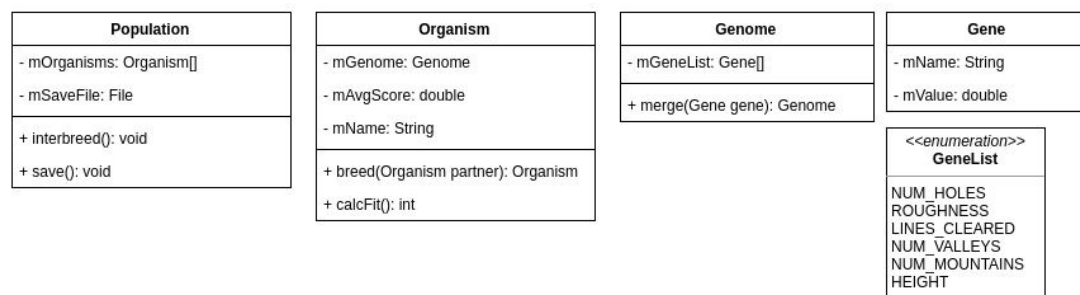 Population
- mOrganisms: Organism[]
- mSaveFile: File
+ interbreed(): void
+ save(): void
Organism
- mGenome: Genome
- mAvgScore: double
- mName: String
+ breed(Organism partner): Organism
+ calcFit(): int
Genome
- mGeneList: Gene[]
+ merge(Gene gene): Genome
Gene
- mName: String
- mValue: double
<<enumeration>>
GeneList
NUM_HOLES
ROUGHNESS
LINES_CLEARED
NUM_VALLEYS
NUM_MOUNTAINS
HEIGHT